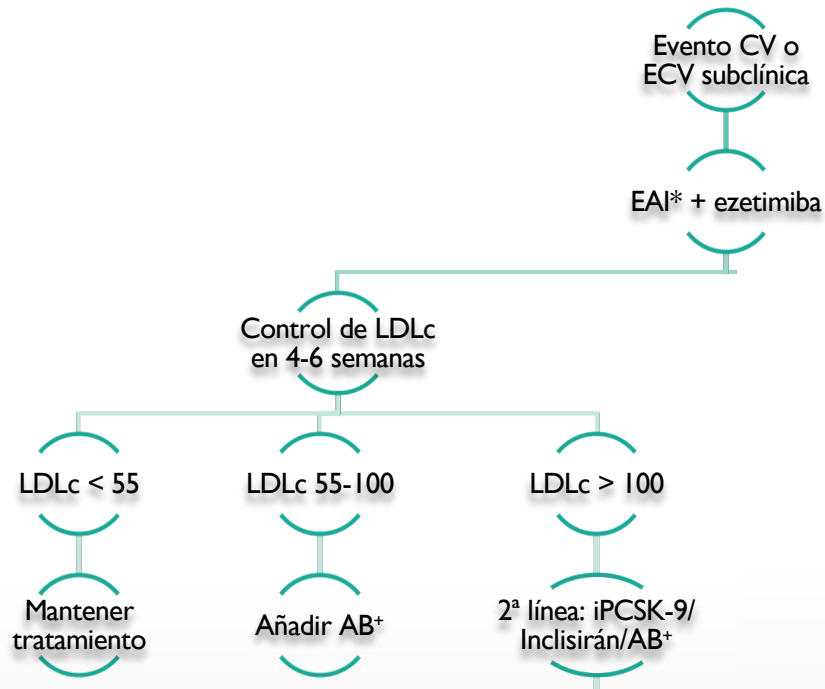 Evento CV o
ECV subclínica
EAI* + ezetimiba
Control de LDLc
en 4-6 semanas
LDLc < 55
LDLc 55-100
LDLc > 100
Mantener
tratamiento
Añadir AB⁺
2ª línea: iPCSK-9/
Inclisirán/AB⁺